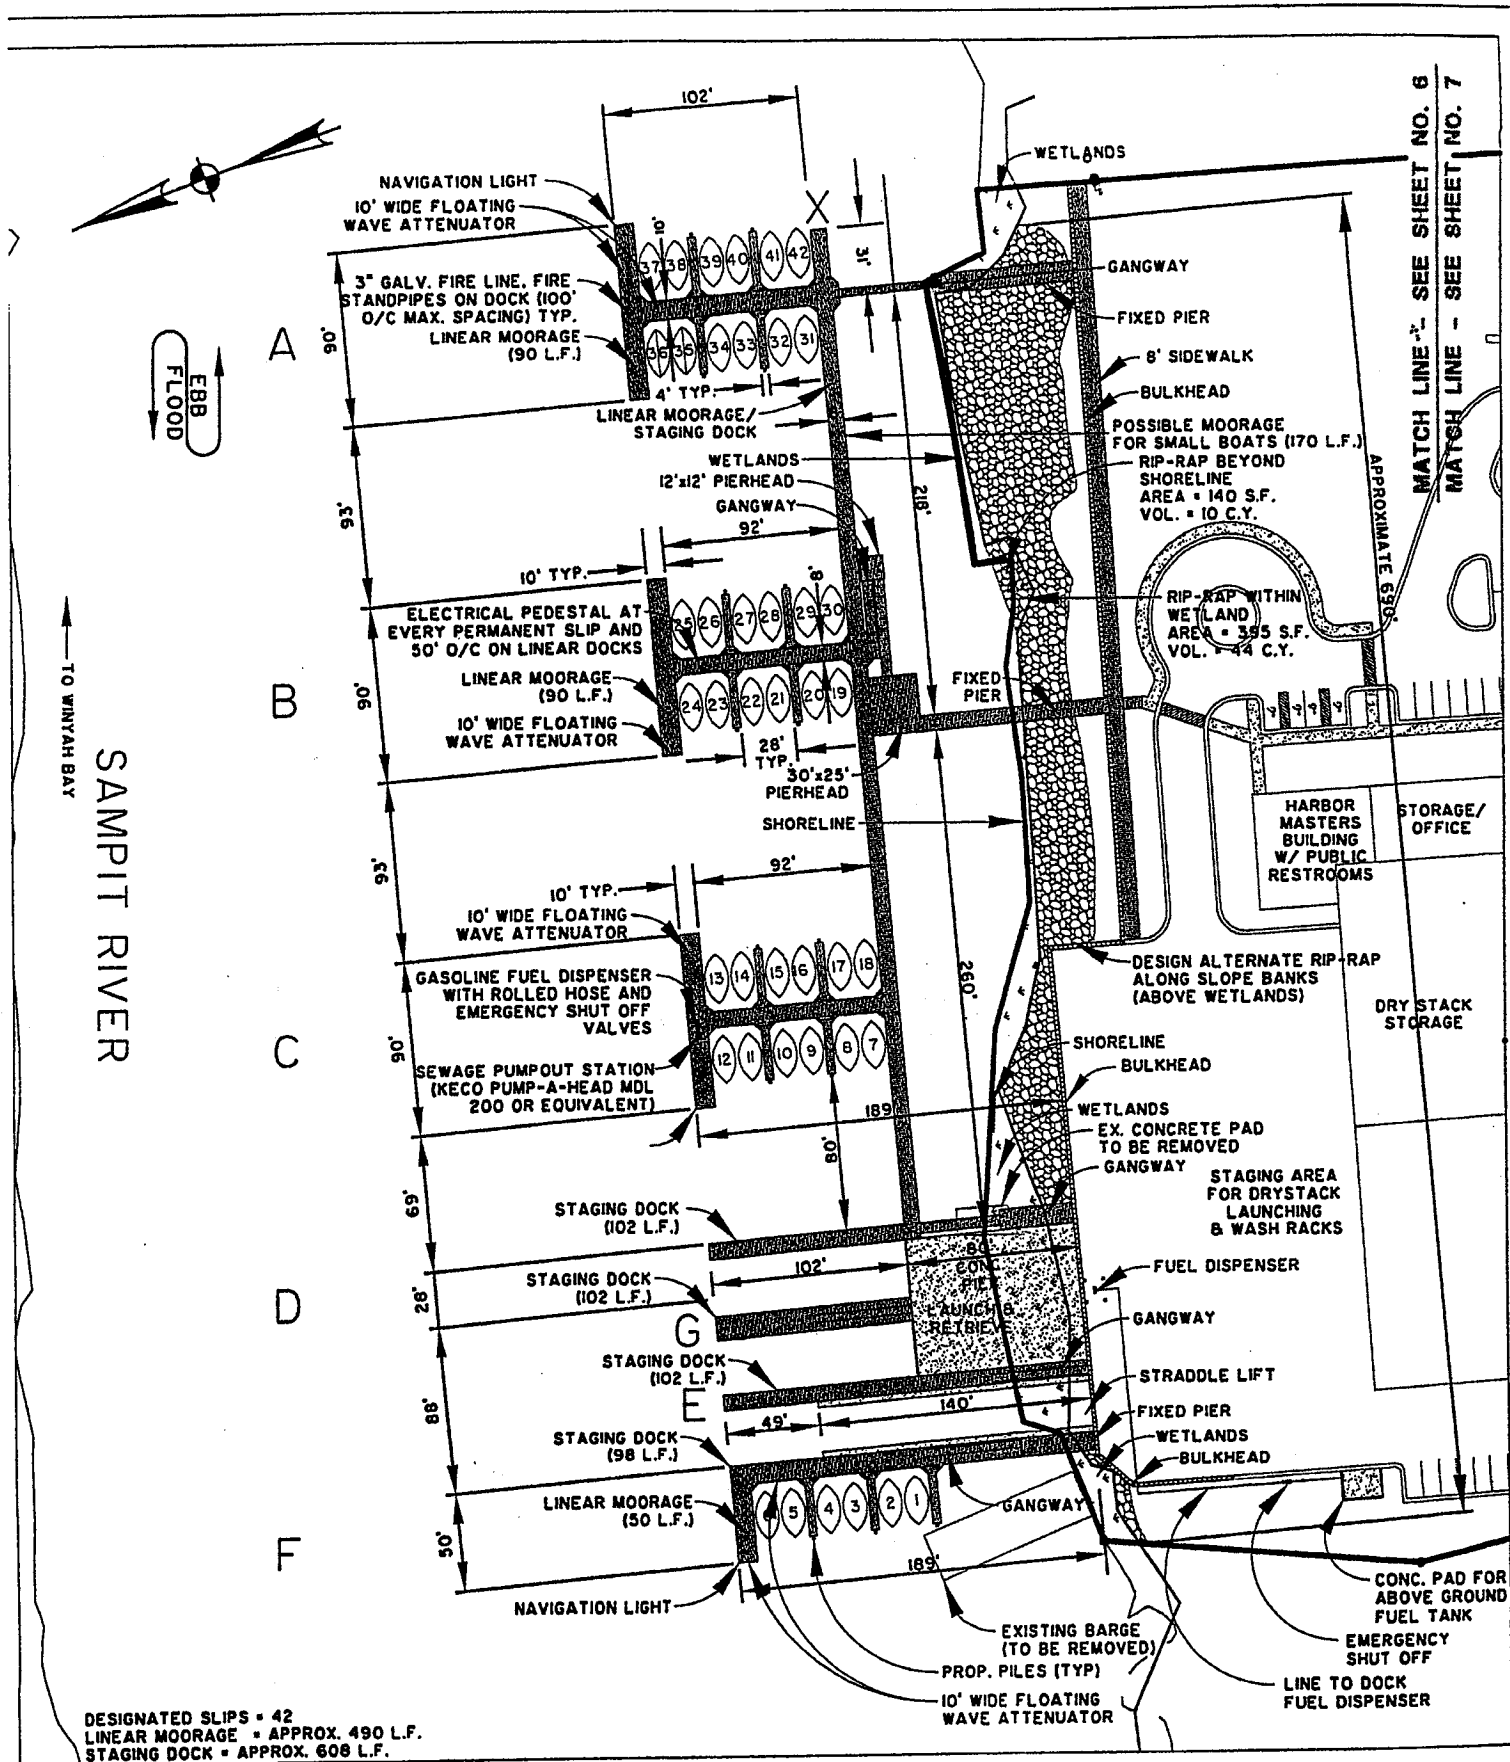 102'
WETLANDS
MATCH LINE - SEE SHEET NO. 6
MATCH LINE - SEE SHEET NO. 7
NAVIGATION LIGHT
10' WIDE FLOATING
WAVE ATTENUATOR
X
10'
31'
37 38 39 40 41 42
GANGWAY
3" GALV. FIRE LINE, FIRE
STANDPIPES ON DOCK (100'
O/C MAX. SPACING) TYP.
FIXED PIER
LINEAR MOORAGE
(90 L.F.)
36 35 34 33 32 31
A
90'
8' SIDEWALK
EBB
FLOOD
4' TYP.
BULKHEAD
LINEAR MOORAGE/
STAGING DOCK
POSSIBLE MOORAGE
FOR SMALL BOATS (170 L.F.)
WETLANDS
RIP-RAP BEYOND
SHORELINE
AREA = 140 S.F.
VOL. = 10 C.Y.
12'x12' PIERHEAD
GANGWAY
218'
APPROXIMATE 690'
93'
92'
10' TYP.
8'
ELECTRICAL PEDESTAL AT
EVERY PERMANENT SLIP AND
50' O/C ON LINEAR DOCKS
25 26 27 28 29 30
RIP-RAP WITHIN
WETLAND
AREA = 395 S.F.
VOL. = 44 C.Y.
TO WINYAH BAY
LINEAR MOORAGE
(90 L.F.)
FIXED
PIER
B
90'
24 23 22 21 20 19
10' WIDE FLOATING
WAVE ATTENUATOR
28'
TYP.
30'x25'
PIERHEAD
SAMPIT RIVER
SHORELINE
HARBOR
MASTERS
BUILDING
W/ PUBLIC
RESTROOMS
STORAGE/
OFFICE
93'
92'
10' TYP.
10' WIDE FLOATING
WAVE ATTENUATOR
GASOLINE FUEL DISPENSER
WITH ROLLED HOSE AND
EMERGENCY SHUT OFF
VALVES
13 14 15 16 17 18
260'
DESIGN ALTERNATE RIP-RAP
ALONG SLOPE BANKS
(ABOVE WETLANDS)
DRY STACK
STORAGE
C
90'
12 11 10 9 8 7
SHORELINE
BULKHEAD
SEWAGE PUMPOUT STATION
(KECO PUMP-A-HEAD MDL
200 OR EQUIVALENT)
189'
WETLANDS
EX. CONCRETE PAD
TO BE REMOVED
80'
GANGWAY
STAGING AREA
FOR DRYSTACK
LAUNCHING
& WASH RACKS
69'
STAGING DOCK
(102 L.F.)
102'
CONC.
PIER
LAUNCH &
RETRIEVE
FUEL DISPENSER
STAGING DOCK
(102 L.F.)
28'
D
G
GANGWAY
STAGING DOCK
(102 L.F.)
E
STRADDLE LIFT
88'
49'
140'
FIXED PIER
STAGING DOCK
(98 L.F.)
WETLANDS
BULKHEAD
LINEAR MOORAGE
(50 L.F.)
5 4 3 2 1
GANGWAY
50'
F
189'
NAVIGATION LIGHT
CONC. PAD FOR
ABOVE GROUND
FUEL TANK
EXISTING BARGE
(TO BE REMOVED)
EMERGENCY
SHUT OFF
PROP. PILES (TYP)
LINE TO DOCK
FUEL DISPENSER
10' WIDE FLOATING
WAVE ATTENUATOR
DESIGNATED SLIPS = 42
LINEAR MOORAGE = APPROX. 490 L.F.
STAGING DOCK = APPROX. 608 L.F.